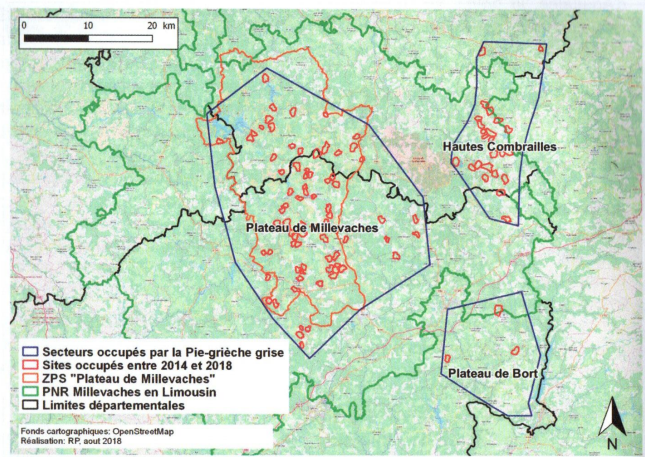 0 10 20 km
Hautes Combrailles
Plateau de Millevaches
Plateau de Bort
Secteurs occupés par la Pie-grièche grise
Sites occupés entre 2014 et 2018
ZPS "Plateau de Millevaches"
PNR Millevaches en Limousin
Limites départementales
Fonds cartographiques: OpenStreetMap
Réalisation: RP, aout 2018
N